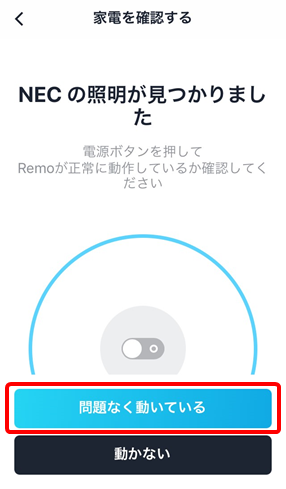 家電を確認する
NEC の照明が見つかりまし
た
電源ボタンを押して
Remoが正常に動作しているか確認してく
ださい
問題なく動いている
動かない